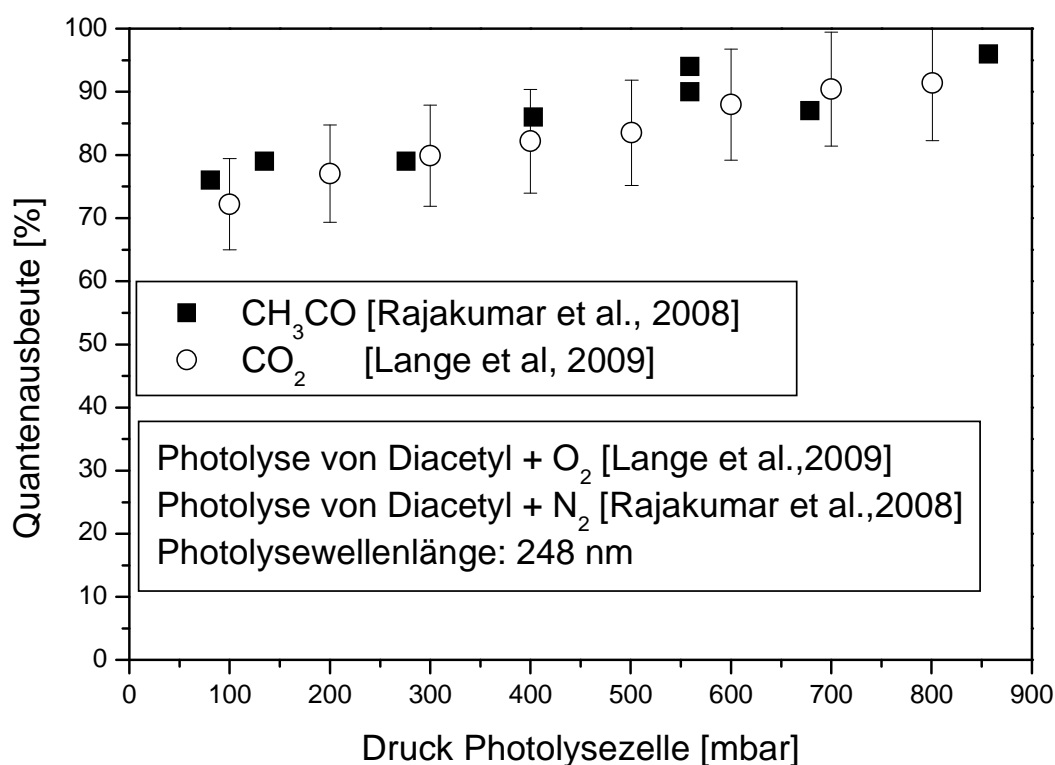 100
90
80
70
60
50
40
30
20
10
0
Quantenausbeute [%]
CH₃CO [Rajakumar et al., 2008]
CO₂ [Lange et al, 2009]
Photolyse von Diacetyl + O₂ [Lange et al.,2009]
Photolyse von Diacetyl + N₂ [Rajakumar et al.,2008]
Photolysewellenlänge: 248 nm
0 100 200 300 400 500 600 700 800 900
Druck Photolysezelle [mbar]